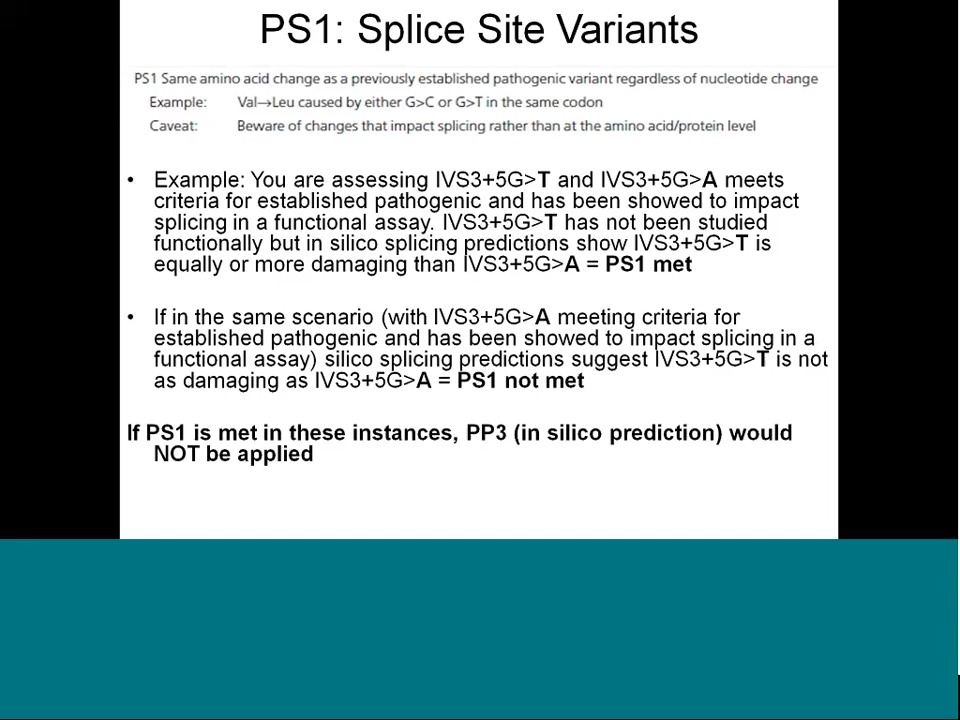 PS1: Splice Site Variants
PS1 Same amino acid change as a previously established pathogenic variant regardless of nucleotide change
Example: Val→Leu caused by either G>C or G>T in the same codon
Caveat: Beware of changes that impact splicing rather than at the amino acid/protein level
• Example: You are assessing IVS3+5G>T and IVS3+5G>A meets
criteria for established pathogenic and has been showed to impact
splicing in a functional assay. IVS3+5G>T has not been studied
functionally but in silico splicing predictions show IVS3+5G>T is
equally or more damaging than IVS3+5G>A = PS1 met
• If in the same scenario (with IVS3+5G>A meeting criteria for
established pathogenic and has been showed to impact splicing in a
functional assay) silico splicing predictions suggest IVS3+5G>T is not
as damaging as IVS3+5G>A = PS1 not met
If PS1 is met in these instances, PP3 (in silico prediction) would
NOT be applied